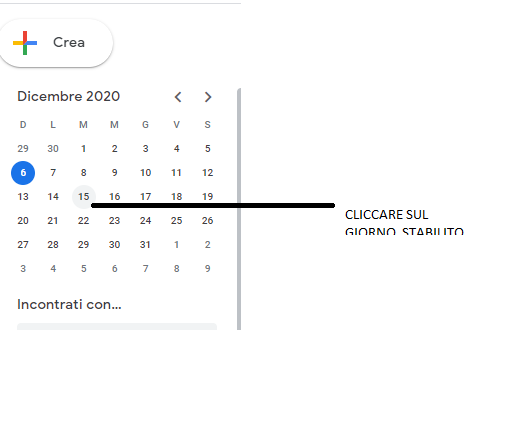 Crea
Dicembre 2020
D L M M G V S
29 30 1 2 3 4 5
6 7 8 9 10 11 12
13 14 15 16 17 18 19
20 21 22 23 24 25 26
27 28 29 30 31 1 2
3 4 5 6 7 8 9
CLICCARE SUL
GIORNO STABILITO
Incontrati con...